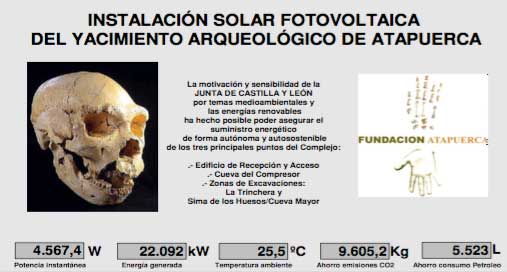 INSTALACIÓN SOLAR FOTOVOLTAICA
DEL YACIMIENTO ARQUEOLÓGICO DE ATAPUERCA
La motivación y sensibilidad de la
JUNTA DE CASTILLA Y LEÓN
por temas medioambientales y
las energías renovables
ha hecho posible poder asegurar el
suministro energético
de forma autónoma y autosostenible
de los tres principales puntos del Complejo:
.- Edificio de Recepción y Acceso
.- Cueva del Compresor
.- Zonas de Excavaciones:
La Trinchera y
Sima de los Huesos/Cueva Mayor
FUNDACION ATAPUERCA
4.567,4 W
Potencia instantánea
22.092 kW
Energía generada
25,5 ºC
Temperatura ambiente
9.605,2 Kg
Ahorro emisiones CO2
5.523 L
Ahorro consumo Petroleo